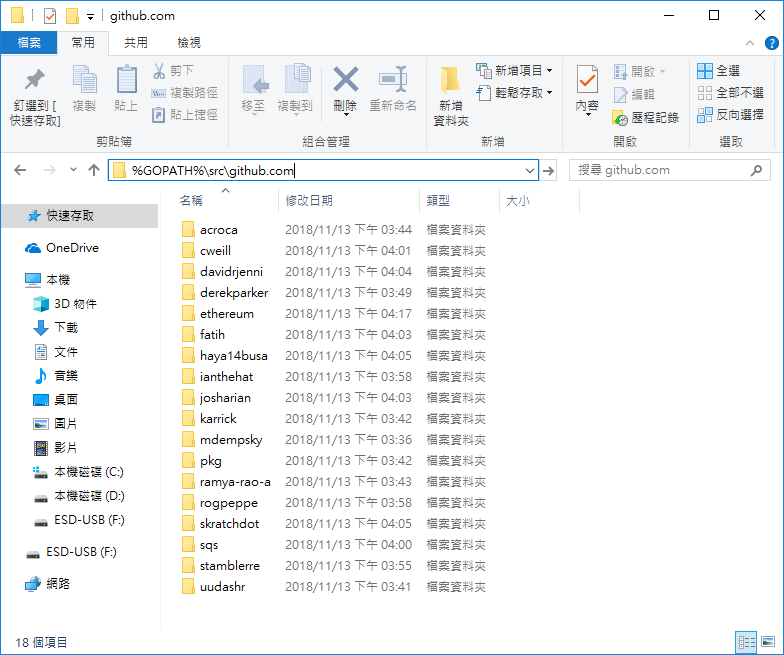 github.com
檔案 常用 共用 檢視
釘選到 [快速存取]
複製
貼上
剪下
複製路徑
貼上捷徑
剪貼簿
移至
複製到
刪除
重新命名
組合管理
新增資料夾
新增項目
輕鬆存取
新增
內容
開啟
編輯
歷程記錄
開啟
全選
全部不選
反向選擇
選取
%GOPATH%\src\github.com
搜尋 github.com
快速存取
OneDrive
本機
3D 物件
下載
文件
音樂
桌面
圖片
影片
本機磁碟 (C:)
本機磁碟 (D:)
ESD-USB (F:)
ESD-USB (F:)
網路
名稱 修改日期 類型 大小
acroca 2018/11/13 下午 03:44 檔案資料夾
cweill 2018/11/13 下午 04:01 檔案資料夾
davidrjenni 2018/11/13 下午 04:04 檔案資料夾
derekparker 2018/11/13 下午 03:49 檔案資料夾
ethereum 2018/11/13 下午 04:17 檔案資料夾
fatih 2018/11/13 下午 04:03 檔案資料夾
haya14busa 2018/11/13 下午 04:05 檔案資料夾
ianthehat 2018/11/13 下午 03:58 檔案資料夾
josharian 2018/11/13 下午 04:03 檔案資料夾
karrick 2018/11/13 下午 03:42 檔案資料夾
mdempsky 2018/11/13 下午 03:36 檔案資料夾
pkg 2018/11/13 下午 03:42 檔案資料夾
ramya-rao-a 2018/11/13 下午 03:43 檔案資料夾
rogpeppe 2018/11/13 下午 03:58 檔案資料夾
skratchdot 2018/11/13 下午 04:05 檔案資料夾
sqs 2018/11/13 下午 04:00 檔案資料夾
stamblerre 2018/11/13 下午 03:55 檔案資料夾
uudashr 2018/11/13 下午 03:41 檔案資料夾
18 個項目